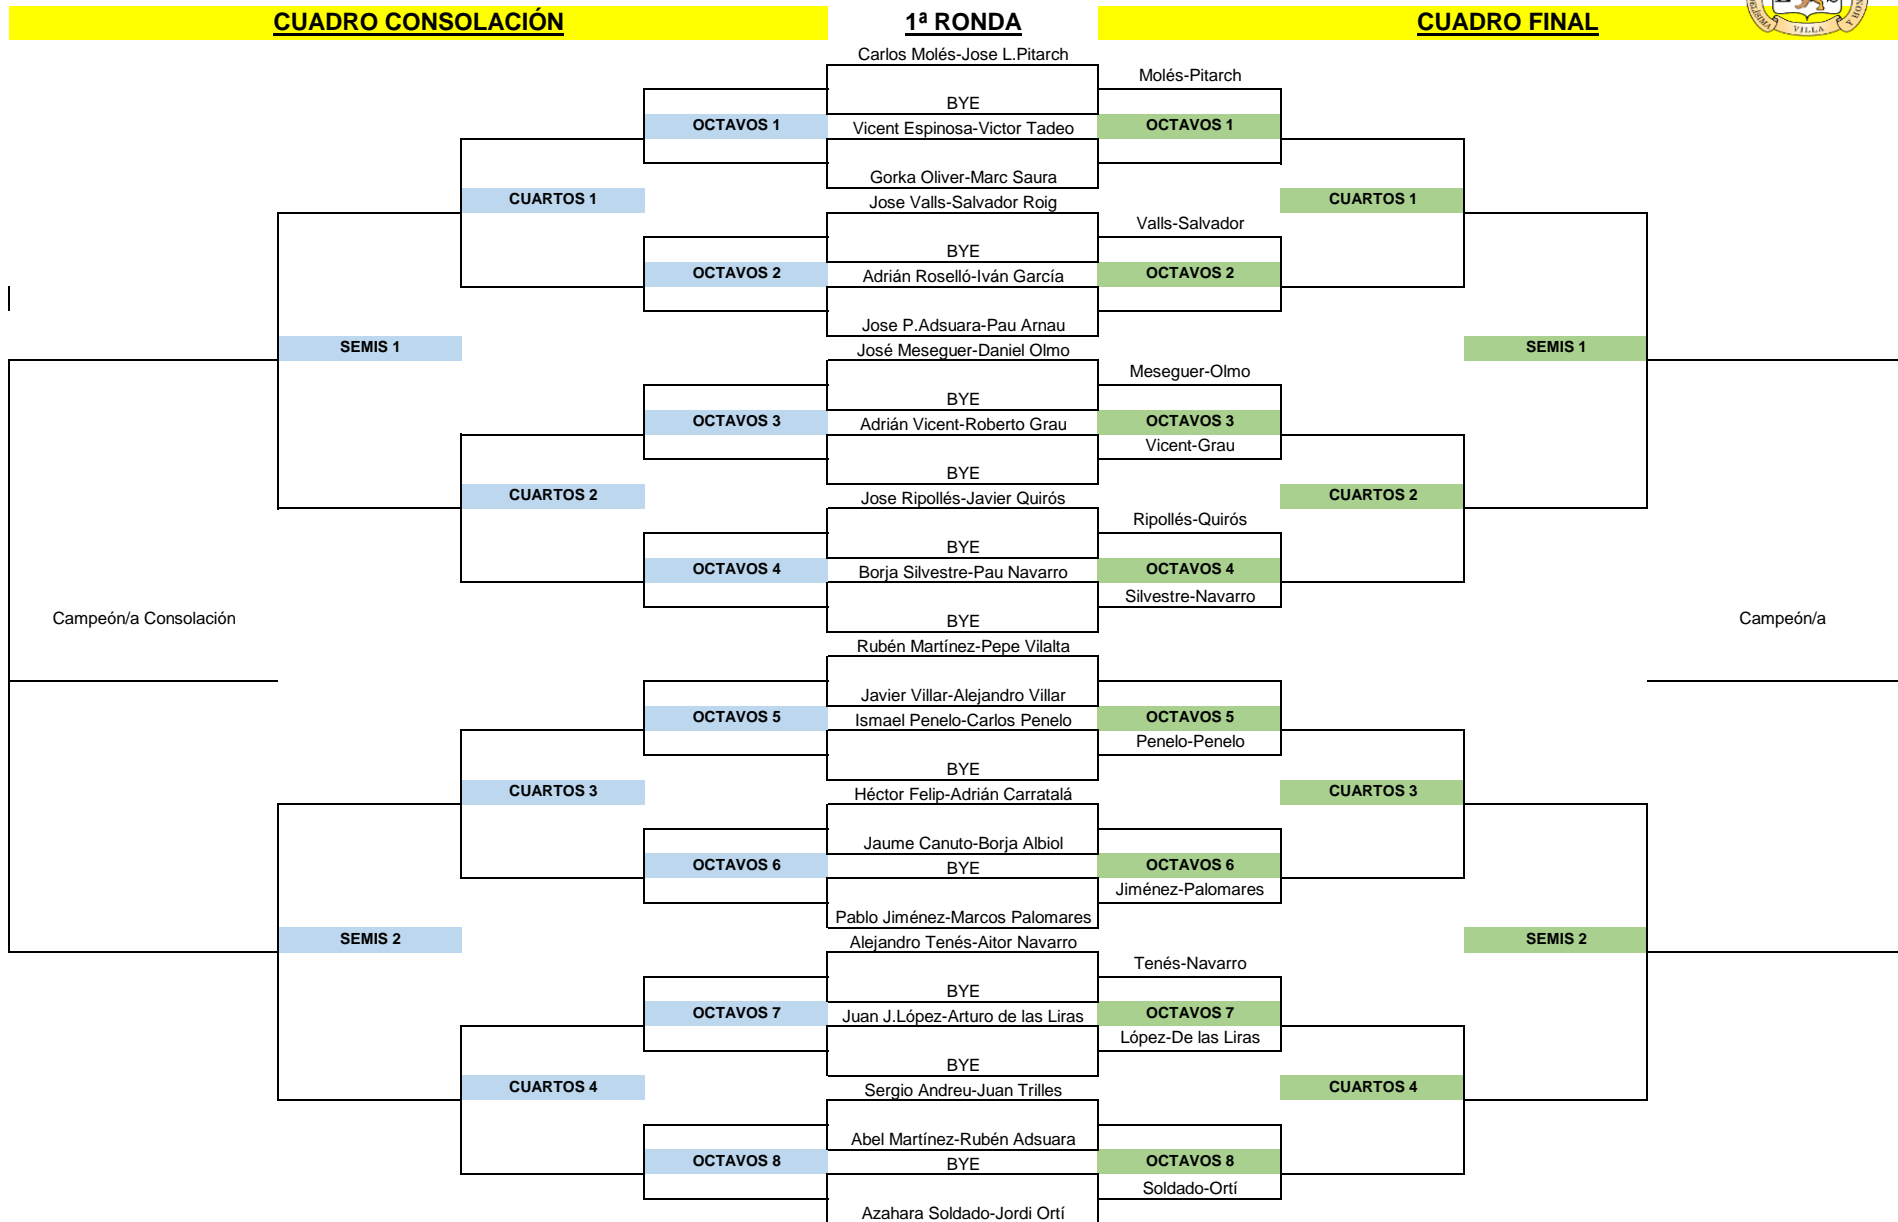 CUADRO CONSOLACIÓN
1ª RONDA
CUADRO FINAL
VILLA
Carlos Molés-Jose L.Pitarch
Molés-Pitarch
BYE
OCTAVOS 1
Vicent Espinosa-Victor Tadeo
OCTAVOS 1
Gorka Oliver-Marc Saura
CUARTOS 1
Jose Valls-Salvador Roig
CUARTOS 1
Valls-Salvador
BYE
OCTAVOS 2
Adrián Roselló-Iván García
OCTAVOS 2
Jose P.Adsuara-Pau Arnau
SEMIS 1
José Meseguer-Daniel Olmo
SEMIS 1
Meseguer-Olmo
BYE
OCTAVOS 3
Adrián Vicent-Roberto Grau
OCTAVOS 3
Vicent-Grau
BYE
CUARTOS 2
Jose Ripollés-Javier Quirós
CUARTOS 2
Ripollés-Quirós
BYE
OCTAVOS 4
Borja Silvestre-Pau Navarro
OCTAVOS 4
Silvestre-Navarro
Campeón/a Consolación
BYE
Campeón/a
Rubén Martínez-Pepe Vilalta
Javier Villar-Alejandro Villar
OCTAVOS 5
Ismael Penelo-Carlos Penelo
OCTAVOS 5
Penelo-Penelo
BYE
CUARTOS 3
Héctor Felip-Adrián Carratalá
CUARTOS 3
Jaume Canuto-Borja Albiol
OCTAVOS 6
BYE
OCTAVOS 6
Jiménez-Palomares
Pablo Jiménez-Marcos Palomares
SEMIS 2
Alejandro Tenés-Aitor Navarro
SEMIS 2
Tenés-Navarro
BYE
OCTAVOS 7
Juan J.López-Arturo de las Liras
OCTAVOS 7
López-De las Liras
BYE
CUARTOS 4
Sergio Andreu-Juan Trilles
CUARTOS 4
Abel Martínez-Rubén Adsuara
OCTAVOS 8
BYE
OCTAVOS 8
Soldado-Ortí
Azahara Soldado-Jordi Ortí